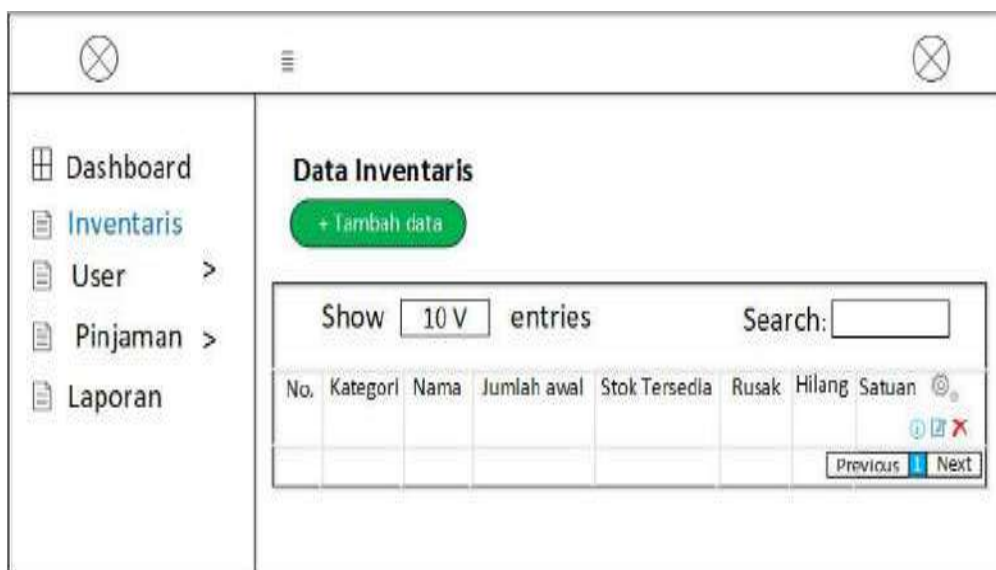 Dashboard
Inventaris
User >
Pinjaman >
Laporan
Data Inventaris
+ Tambah data
Show 10 V entries Search:
No. Kategori Nama Jumlah awal Stok Tersedia Rusak Hilang Satuan
Previous 1 Next